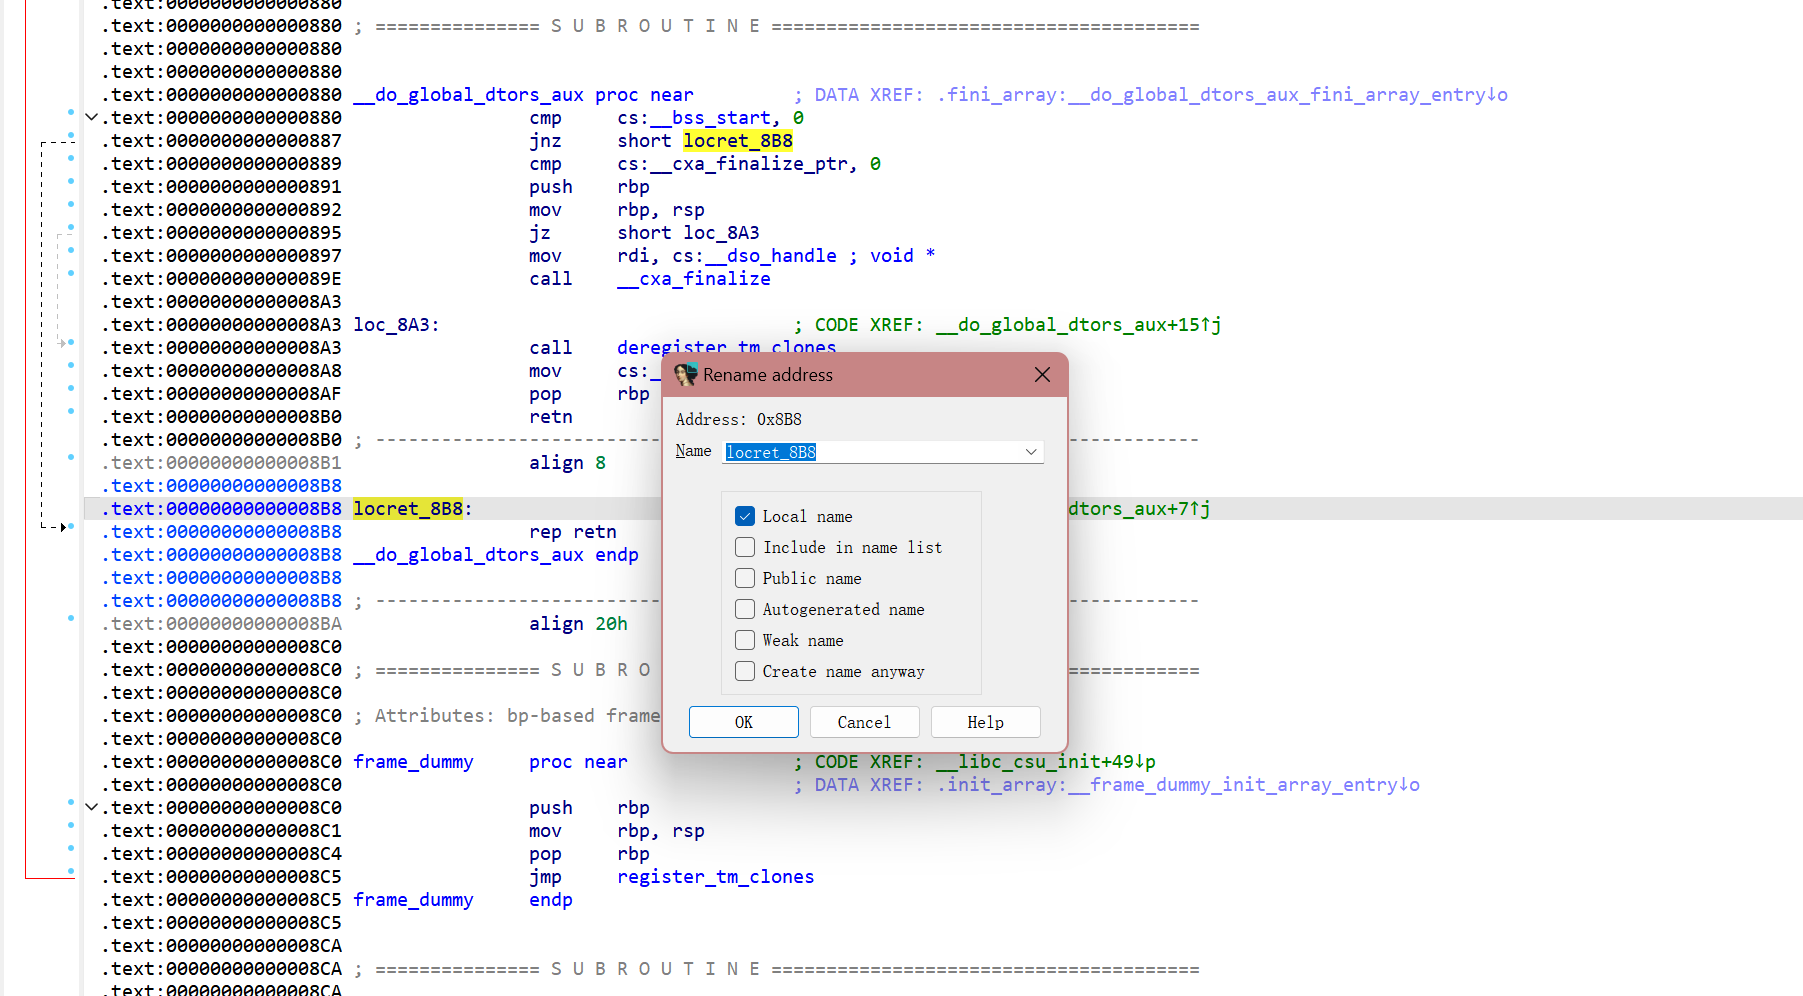 .text:0000000000000880
.text:0000000000000880 ; =============== S U B R O U T I N E =======================================
.text:0000000000000880
.text:0000000000000880
.text:0000000000000880 __do_global_dtors_aux proc near ; DATA XREF: .fini_array:__do_global_dtors_aux_fini_array_entry↓o
.text:0000000000000880 cmp cs:__bss_start, 0
.text:0000000000000887 jnz short locret_8B8
.text:0000000000000889 cmp cs:__cxa_finalize_ptr, 0
.text:0000000000000891 push rbp
.text:0000000000000892 mov rbp, rsp
.text:0000000000000895 jz short loc_8A3
.text:0000000000000897 mov rdi, cs:__dso_handle ; void *
.text:000000000000089E call __cxa_finalize
.text:00000000000008A3
.text:00000000000008A3 loc_8A3: ; CODE XREF: __do_global_dtors_aux+15↑j
.text:00000000000008A3 call deregister_tm_clones
.text:00000000000008A8 mov cs:_
.text:00000000000008AF pop rbp
.text:00000000000008B0 retn
.text:00000000000008B0 ; ---------------------------------------------------------------------------
.text:00000000000008B1 align 8
.text:00000000000008B8
.text:00000000000008B8 locret_8B8: dtors_aux+7↑j
.text:00000000000008B8 rep retn
.text:00000000000008B8 __do_global_dtors_aux endp
.text:00000000000008B8
.text:00000000000008B8 ; ---------------------------------------------------------------------------
.text:00000000000008BA align 20h
.text:00000000000008C0
.text:00000000000008C0 ; =============== S U B R O ============
.text:00000000000008C0
.text:00000000000008C0 ; Attributes: bp-based frame
.text:00000000000008C0
.text:00000000000008C0 frame_dummy proc near ; CODE XREF: __libc_csu_init+49↓p
.text:00000000000008C0 ; DATA XREF: .init_array:__frame_dummy_init_array_entry↓o
.text:00000000000008C0 push rbp
.text:00000000000008C1 mov rbp, rsp
.text:00000000000008C4 pop rbp
.text:00000000000008C5 jmp register_tm_clones
.text:00000000000008C5 frame_dummy endp
.text:00000000000008C5
.text:00000000000008CA
.text:00000000000008CA ; =============== S U B R O U T I N E =======================================
.text:00000000000008CA
Rename address
Address: 0x8B8
Name locret_8B8
Local name
Include in name list
Public name
Autogenerated name
Weak name
Create name anyway
OK Cancel Help